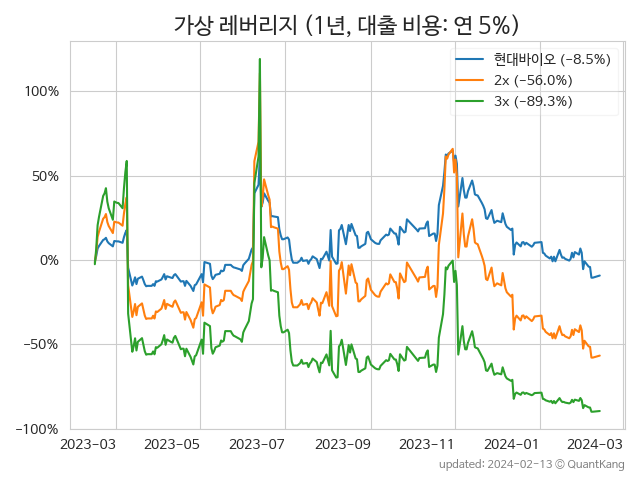 가상 레버리지 (1년, 대출 비용: 연 5%)
현대바이오 (−8.5%)
2x (−56.0%)
3x (−89.3%)
100%
50%
0%
−50%
−100%
2023-03
2023-05
2023-07
2023-09
2023-11
2024-01
2024-03
updated: 2024-02-13 © QuantKang